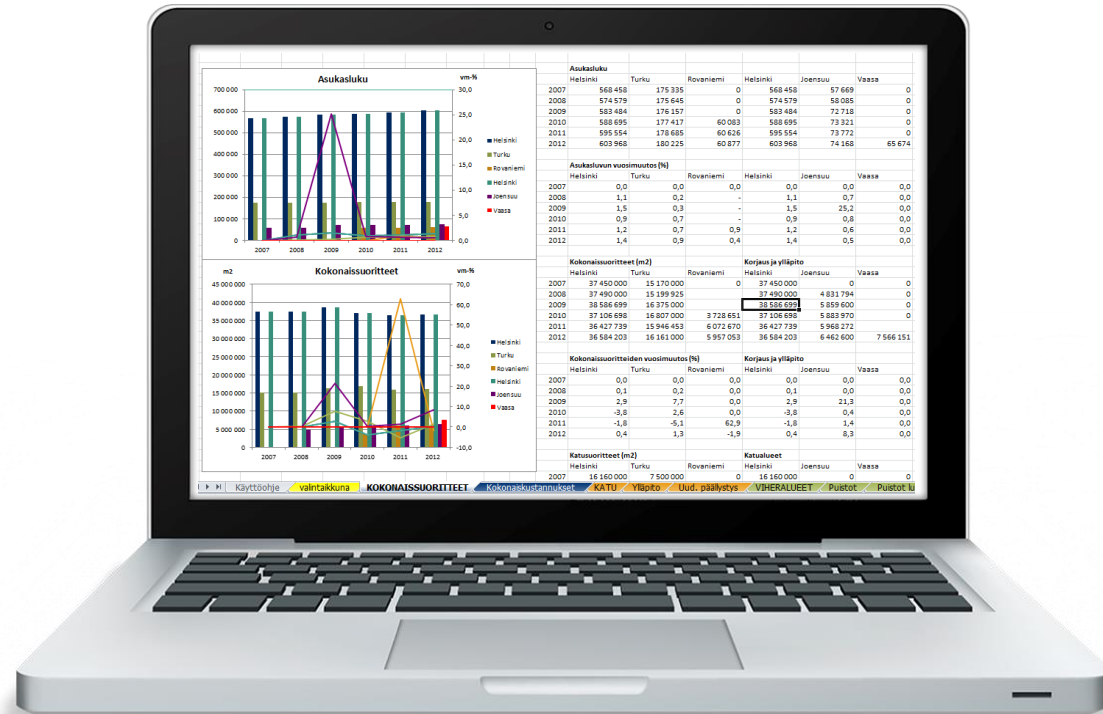 Asukasluku
vm-%
700 000
600 000
500 000
400 000
300 000
200 000
100 000
0
30,0
25,0
20,0
15,0
10,0
5,0
0,0
2007 2008 2009 2010 2011 2012
Helsinki
Turku
Rovaniemi
Helsinki
Joensuu
Vaasa
m2
Kokonaissuoritteet
vm-%
45 000 000
40 000 000
35 000 000
30 000 000
25 000 000
20 000 000
15 000 000
10 000 000
5 000 000
0
70,0
60,0
50,0
40,0
30,0
20,0
10,0
0,0
-10,0
2007 2008 2009 2010 2011 2012
Helsinki
Turku
Rovaniemi
Helsinki
Joensuu
Vaasa
Asukasluku
Helsinki Turku Rovaniemi Helsinki Joensuu Vaasa
2007 568 458 175 335 0 568 458 57 669 0
2008 574 579 175 645 0 574 579 58 085 0
2009 583 484 176 157 0 583 484 72 718 0
2010 588 695 177 417 60 083 588 695 73 321 0
2011 595 554 178 685 60 626 595 554 73 772 0
2012 603 968 180 225 60 877 603 968 74 168 65 674
Asukasluvun vuosimuutos (%)
Helsinki Turku Rovaniemi Helsinki Joensuu Vaasa
2007 0,0 0,0 0,0 0,0 0,0 0,0
2008 1,1 0,2 - 1,1 0,7 0,0
2009 1,5 0,3 - 1,5 25,2 0,0
2010 0,9 0,7 - 0,9 0,8 0,0
2011 1,2 0,7 0,9 1,2 0,6 0,0
2012 1,4 0,9 0,4 1,4 0,5 0,0
Kokonaissuoritteet (m2) Korjaus ja ylläpito
Helsinki Turku Rovaniemi Helsinki Joensuu Vaasa
2007 37 450 000 15 170 000 0 37 450 000 0 0
2008 37 490 000 15 199 925 37 490 000 4 831 794 0
2009 38 586 699 16 375 000 38 586 699 5 859 600 0
2010 37 106 698 16 807 000 3 728 651 37 106 698 5 883 970 0
2011 36 427 739 15 946 453 6 072 670 36 427 739 5 968 272
2012 36 584 203 16 161 000 5 957 053 36 584 203 6 462 600 7 566 151
Kokonaissuoritteiden vuosimuutos (%) Korjaus ja ylläpito
Helsinki Turku Rovaniemi Helsinki Joensuu Vaasa
2007 0,0 0,0 0,0 0,0 0,0 0,0
2008 0,1 0,2 0,0 0,1 0,0 0,0
2009 2,9 7,7 0,0 2,9 21,3 0,0
2010 -3,8 2,6 0,0 -3,8 0,4 0,0
2011 -1,8 -5,1 62,9 -1,8 1,4 0,0
2012 0,4 1,3 -1,9 0,4 8,3 0,0
Katusuoritteet (m2) Katualueet
Helsinki Turku Rovaniemi Helsinki Joensuu Vaasa
2007 16 160 000 7 500 000 0 16 160 000 0 0
Käyttöohje valintaikkuna KOKONAISSUORITTEET Kokonaiskustannukset KATU Ylläpito Uud. päällystys VIHERALUEET Puistot Puistot lu